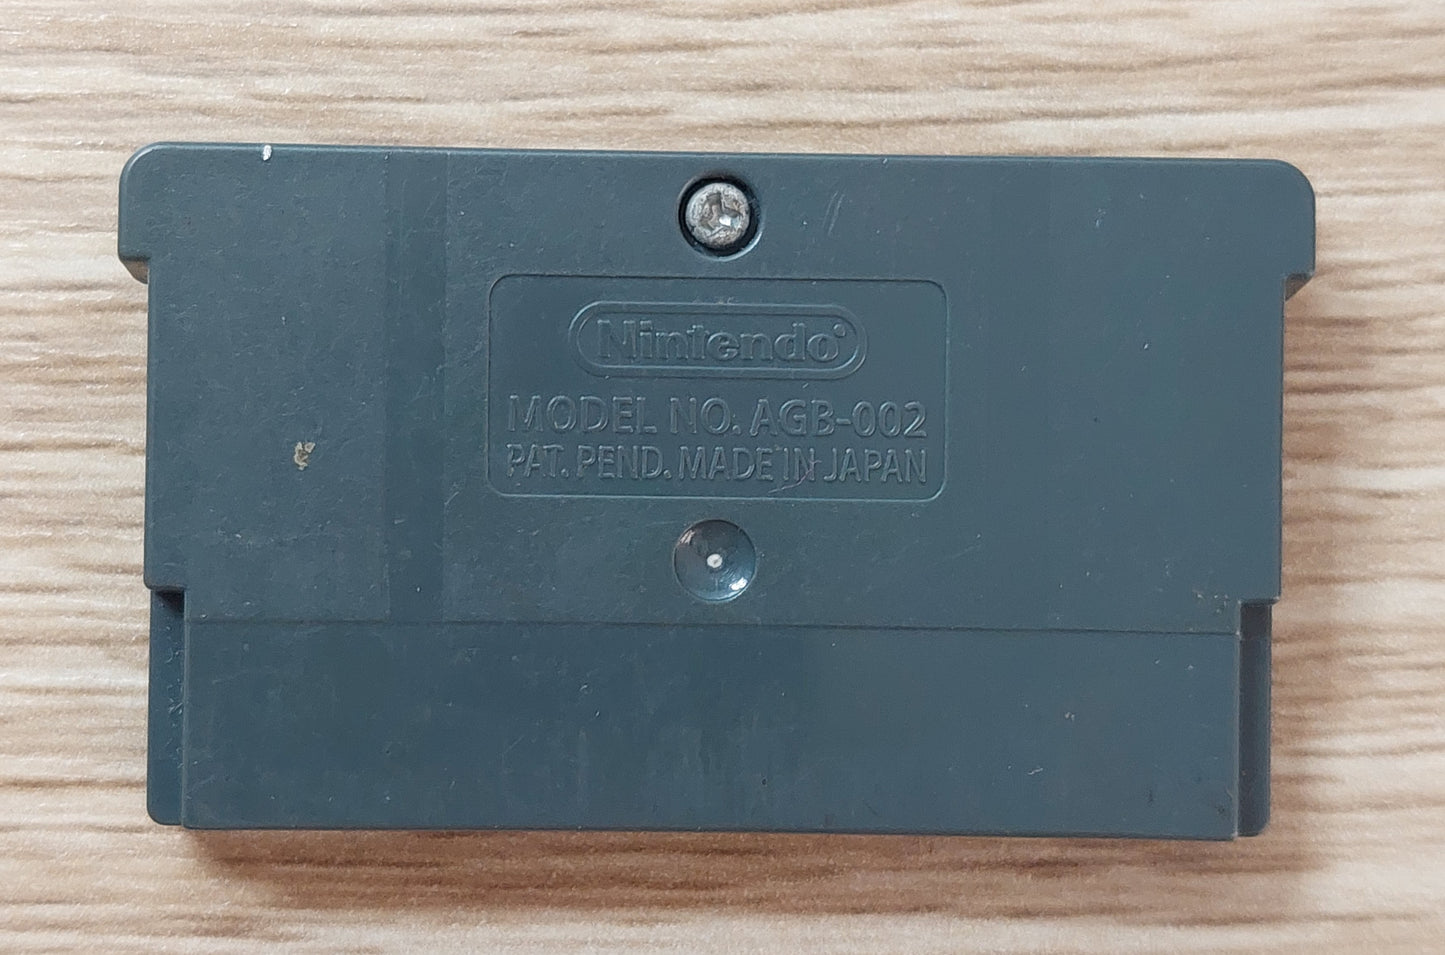 Nintendo
MODEL NO. AGB-002
PAT. PEND. MADE IN JAPAN